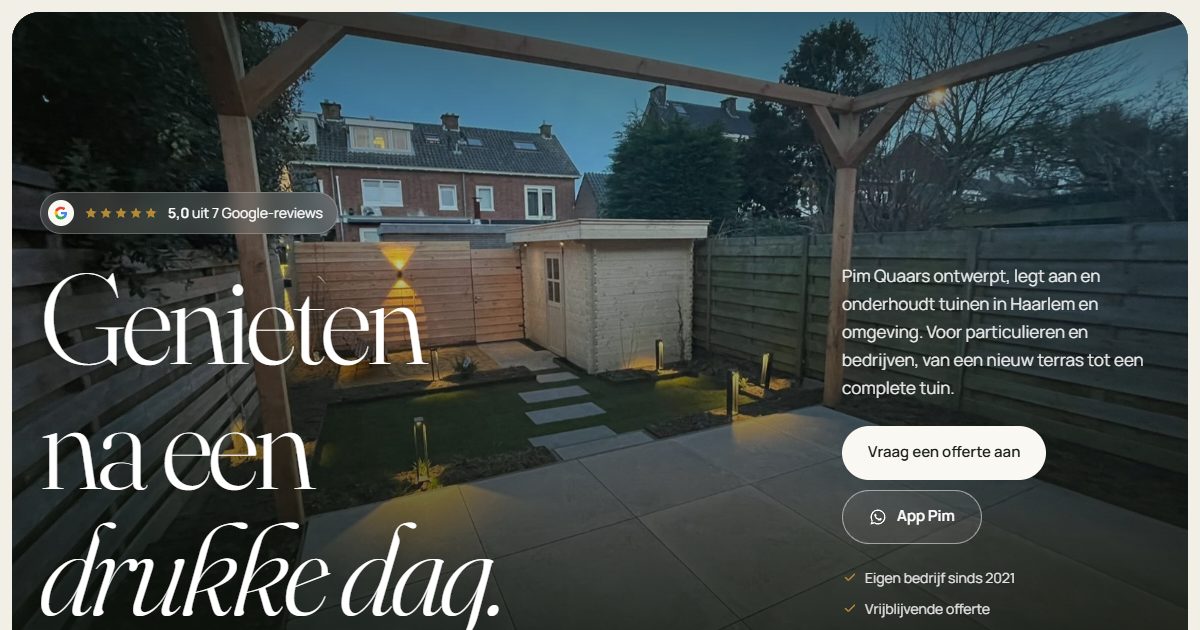 5,0 uit 7 Google-reviews
Genieten
na een
drukke dag.
Pim Quaars ontwerpt, legt aan en
onderhoudt tuinen in Haarlem en
omgeving. Voor particulieren en
bedrijven, van een nieuw terras tot een
complete tuin.
Vraag een offerte aan
App Pim
Eigen bedrijf sinds 2021
Vrijblijvende offerte